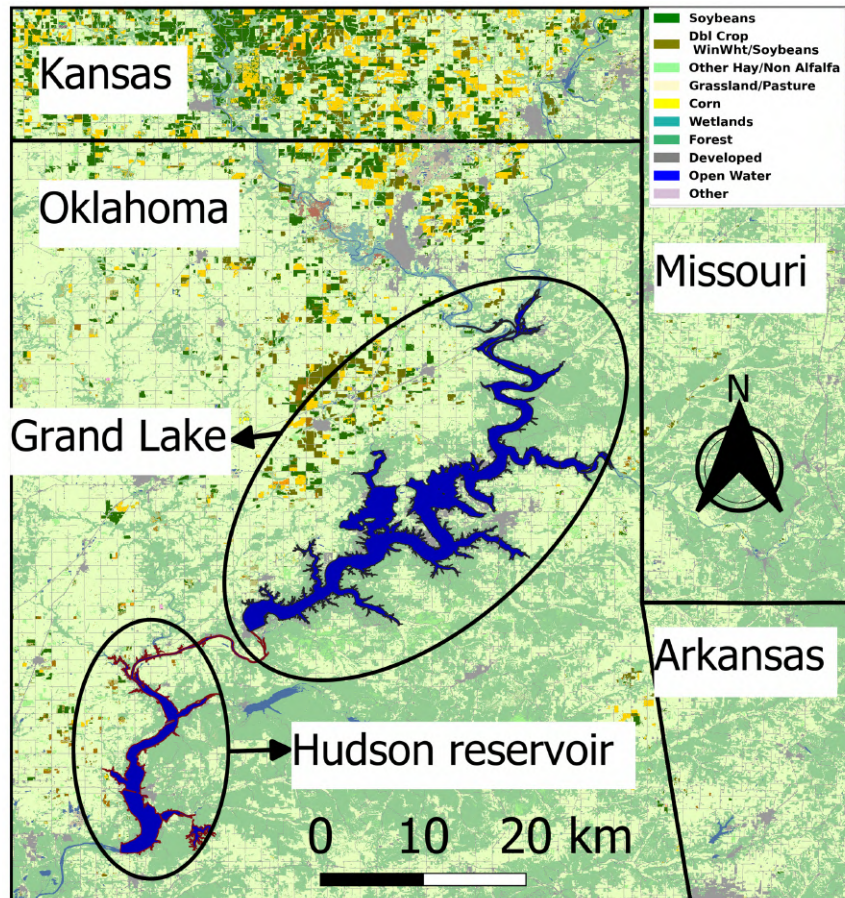 Kansas
Oklahoma
Soybeans
Dbl Crop
WinWht/Soybeans
Other Hay/Non Alfalfa
Grassland/Pasture
Corn
Wetlands
Forest
Developed
Open Water
Other
Missouri
N
Grand Lake
Arkansas
Hudson reservoir
0 10 20 km